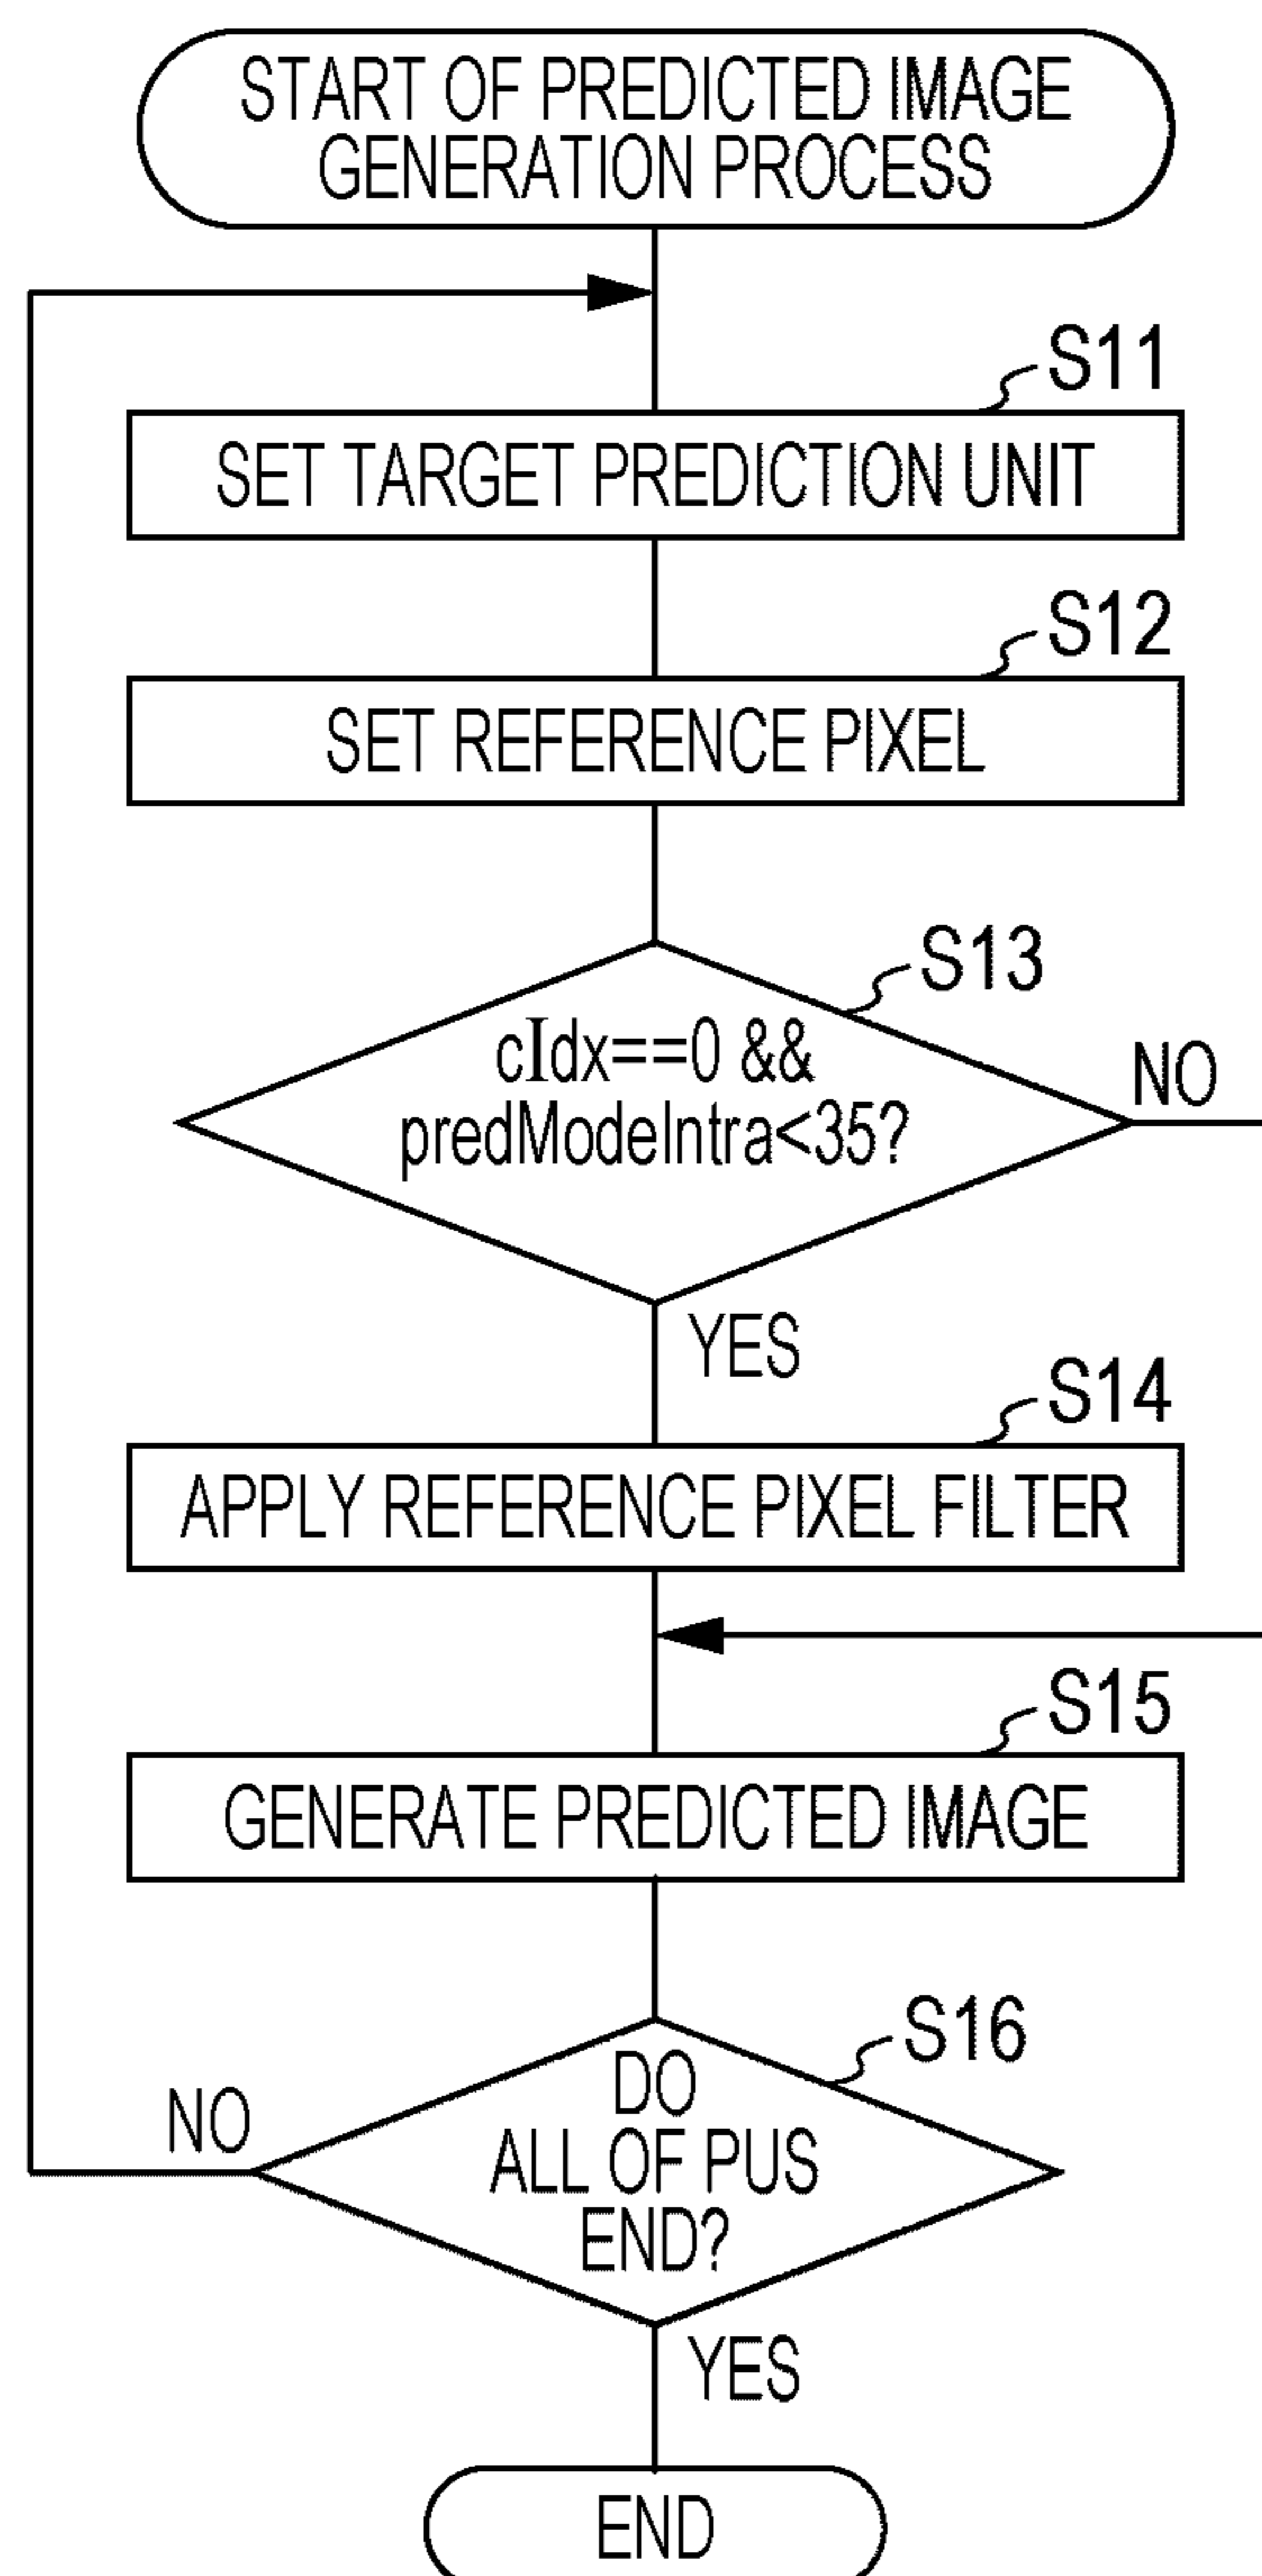 START OF PREDICTED IMAGE
GENERATION PROCESS
S11
SET TARGET PREDICTION UNIT
S12
SET REFERENCE PIXEL
S13
cIdx==0 &&
predModeIntra<35?
NO
YES
S14
APPLY REFERENCE PIXEL FILTER
S15
GENERATE PREDICTED IMAGE
S16
DO
ALL OF PUS
END?
NO
YES
END